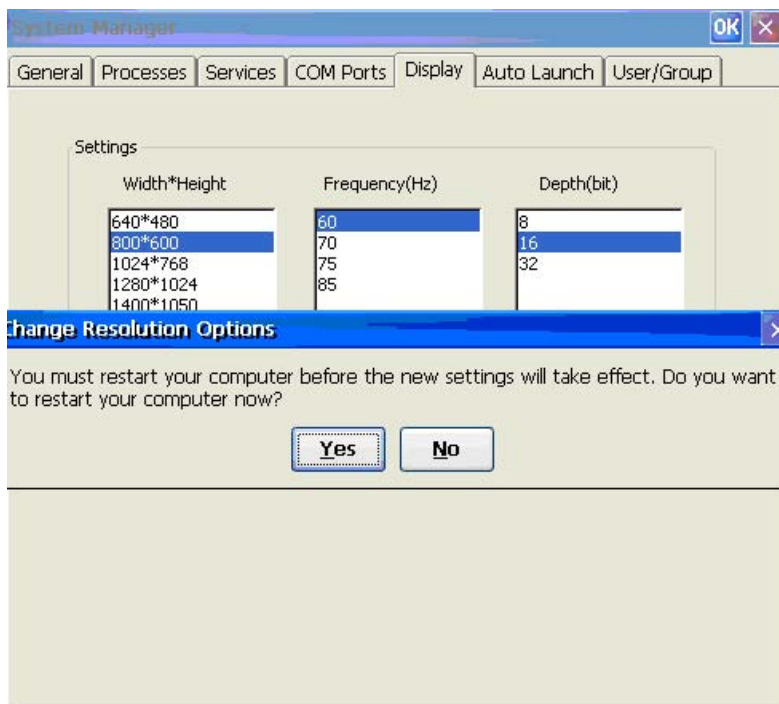 System Manager OK
General Processes Services COM Ports Display Auto Launch User/Group
Settings
Width*Height Frequency(Hz) Depth(bit)
640*480 60 8
800*600 70 16
1024*768 75 32
1280*1024 85
1400*1050
Change Resolution Options
You must restart your computer before the new settings will take effect. Do you want
to restart your computer now?
Yes No